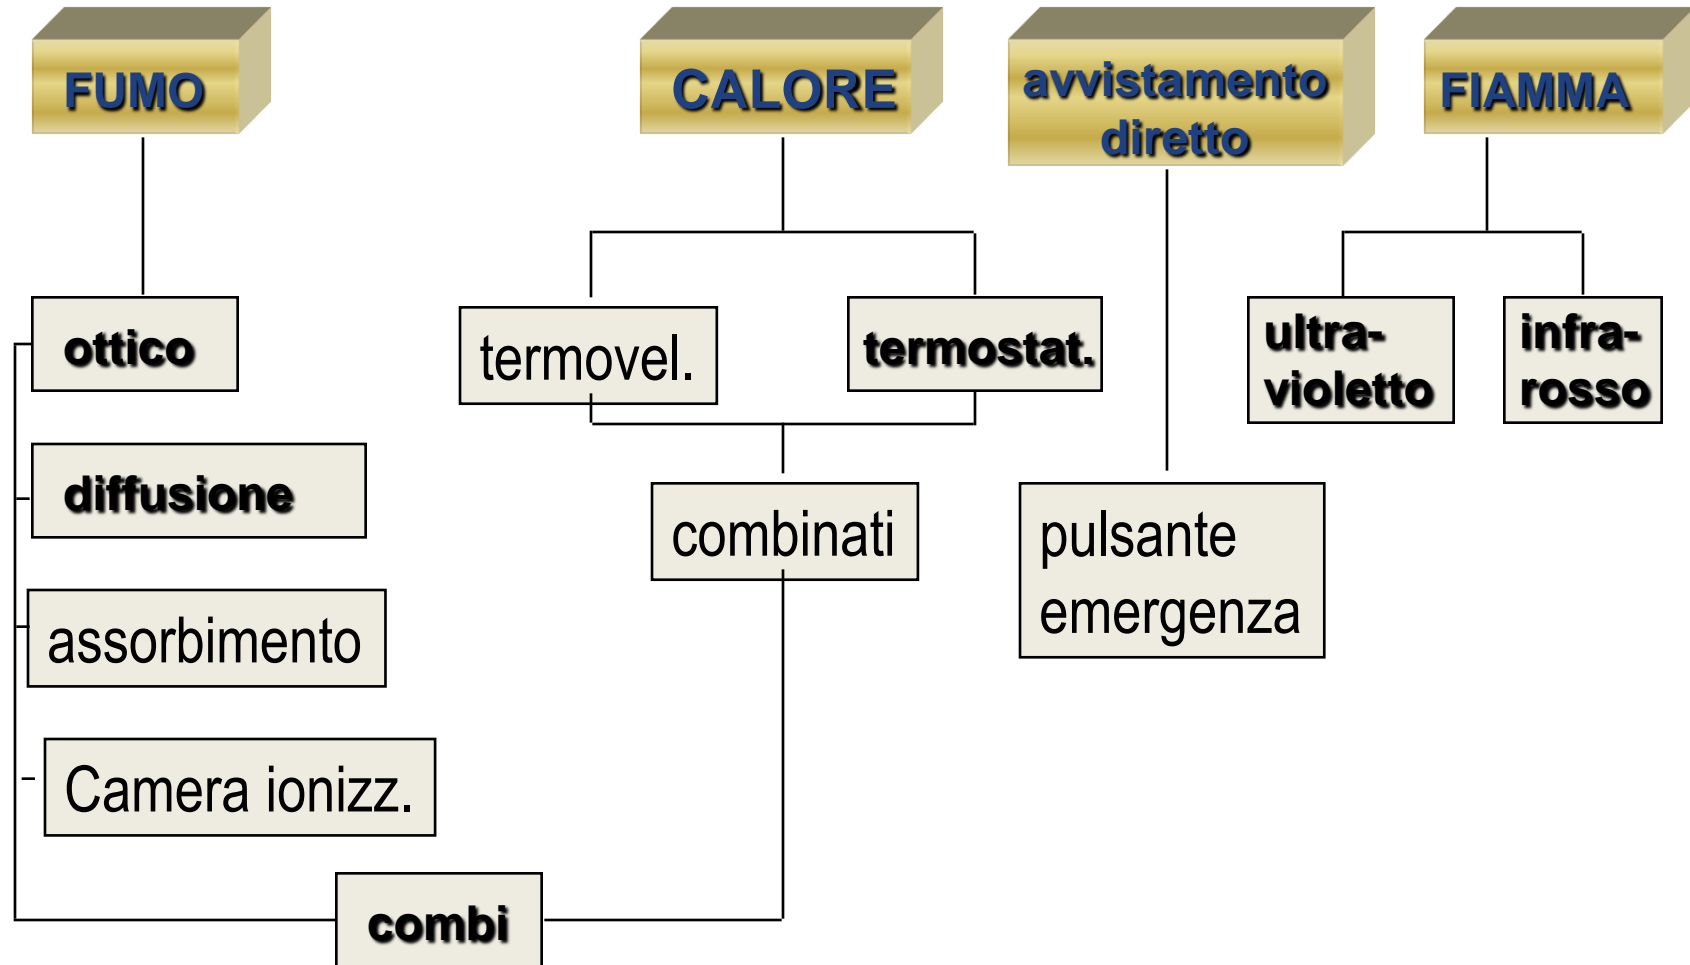 FUMO
CALORE
avvistamento
diretto
FIAMMA
ottico
termovel.
termostat.
ultra-
violetto
infra-
rosso
diffusione
combinati
pulsante
emergenza
assorbimento
Camera ionizz.
combi